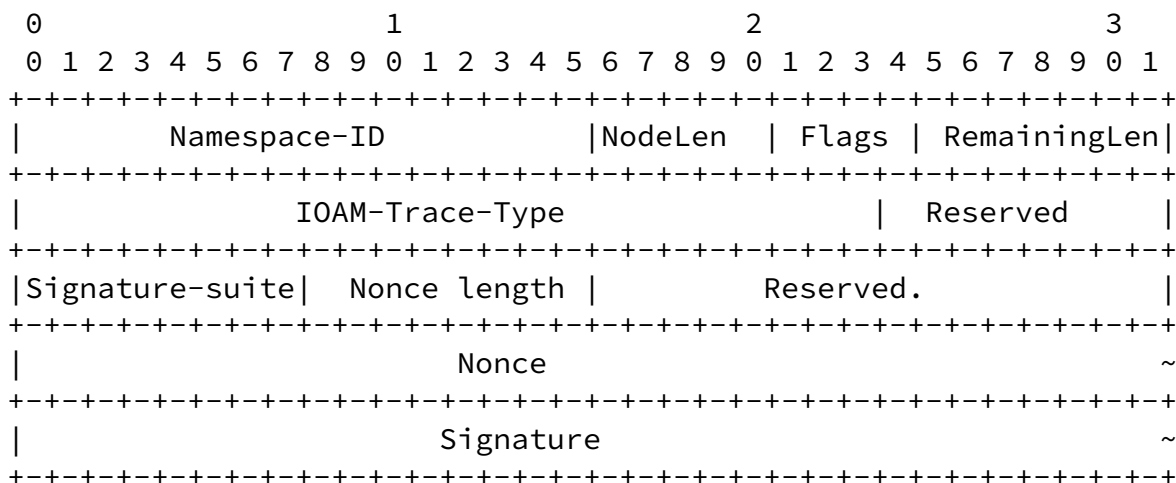 0                   1                   2                   3
 0 1 2 3 4 5 6 7 8 9 0 1 2 3 4 5 6 7 8 9 0 1 2 3 4 5 6 7 8 9 0 1
+-+-+-+-+-+-+-+-+-+-+-+-+-+-+-+-+-+-+-+-+-+-+-+-+-+-+-+-+-+-+-+-+
|        Namespace-ID           |NodeLen  | Flags | RemainingLen|
+-+-+-+-+-+-+-+-+-+-+-+-+-+-+-+-+-+-+-+-+-+-+-+-+-+-+-+-+-+-+-+-+
|               IOAM-Trace-Type                 |  Reserved     |
+-+-+-+-+-+-+-+-+-+-+-+-+-+-+-+-+-+-+-+-+-+-+-+-+-+-+-+-+-+-+-+-+
|Signature-suite|  Nonce length |         Reserved.             |
+-+-+-+-+-+-+-+-+-+-+-+-+-+-+-+-+-+-+-+-+-+-+-+-+-+-+-+-+-+-+-+-+
|                        Nonce                                  ~
+-+-+-+-+-+-+-+-+-+-+-+-+-+-+-+-+-+-+-+-+-+-+-+-+-+-+-+-+-+-+-+-+
|                       Signature                               ~
+-+-+-+-+-+-+-+-+-+-+-+-+-+-+-+-+-+-+-+-+-+-+-+-+-+-+-+-+-+-+-+-+